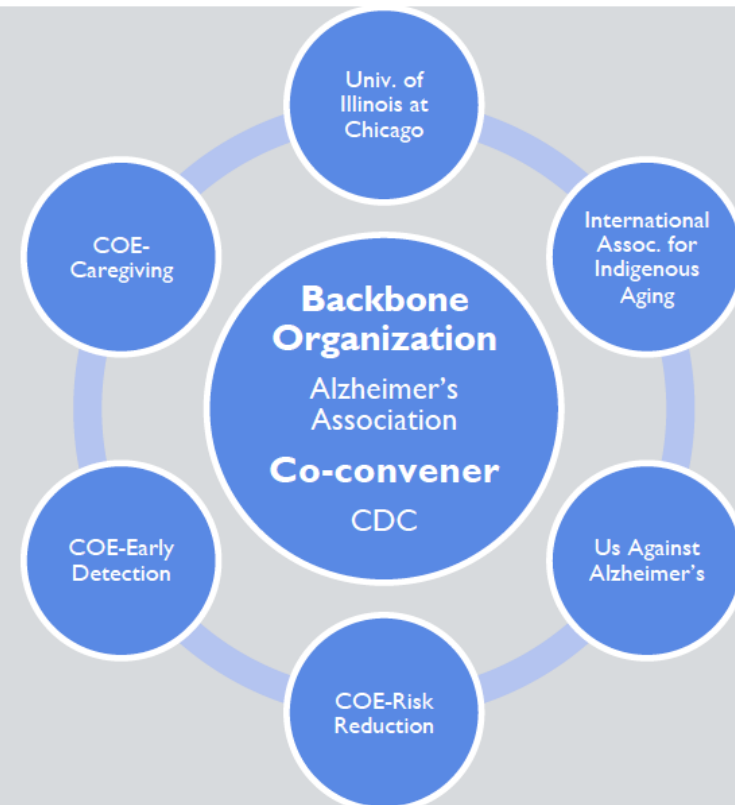 Univ. of
Illinois at
Chicago
International
Assoc. for
Indigenous
Aging
Us Against
Alzheimer's
COE-Risk
Reduction
COE-Early
Detection
COE-
Caregiving
Backbone
Organization
Alzheimer's
Association
Co-convener
CDC